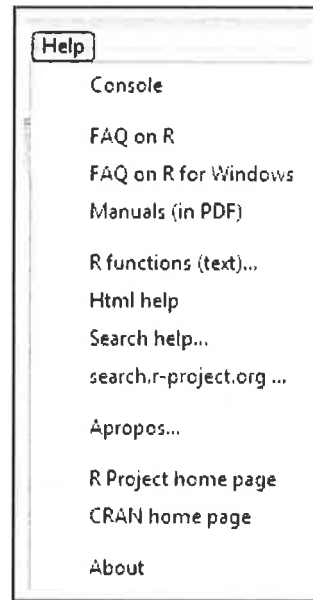 Help
Console
FAQ on R
FAQ on R for Windows
Manuals (in PDF)
R functions (text)...
Html help
Search help...
search.r-project.org ...
Apropos...
R Project home page
CRAN home page
About